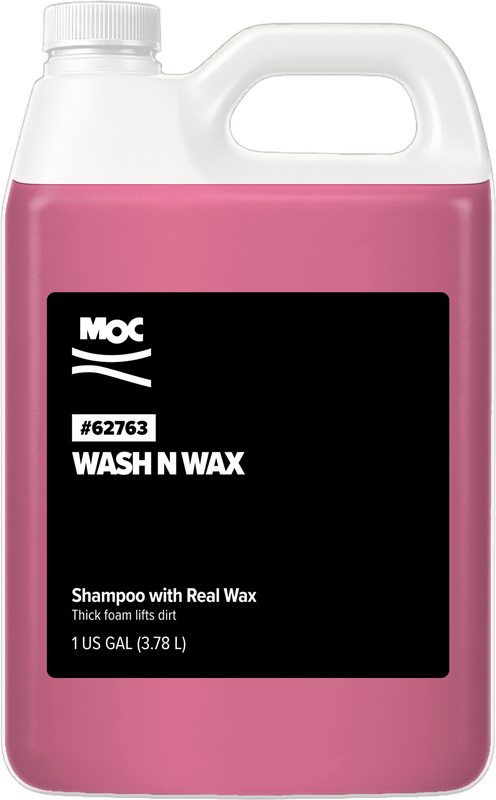 MOC
#62763
WASH N WAX
Shampoo with Real Wax
Thick foam lifts dirt
1 US GAL (3.78 L)